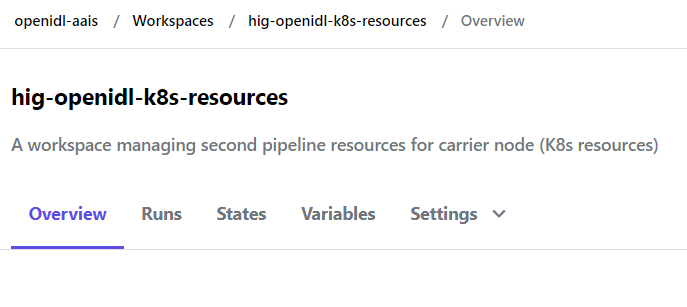 openidl-aais / Workspaces / hig-openidl-k8s-resources / Overview
hig-openidl-k8s-resources
A workspace managing second pipeline resources for carrier node (K8s resources)
Overview Runs States Variables Settings